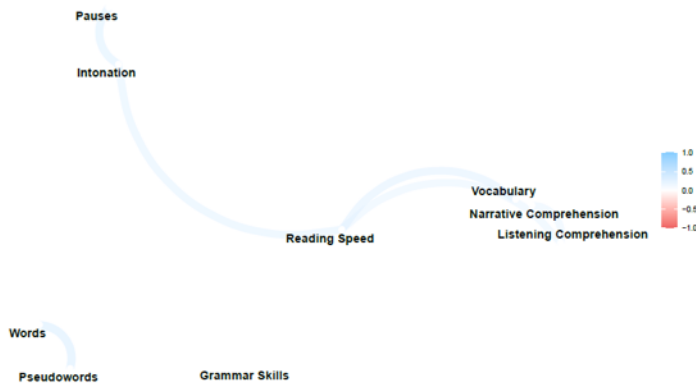 Pauses
Intonation
Vocabulary
Narrative Comprehension
Listening Comprehension
Reading Speed
Words
Pseudowords
Grammar Skills
1.0
0.5
0.0
−0.5
−1.0